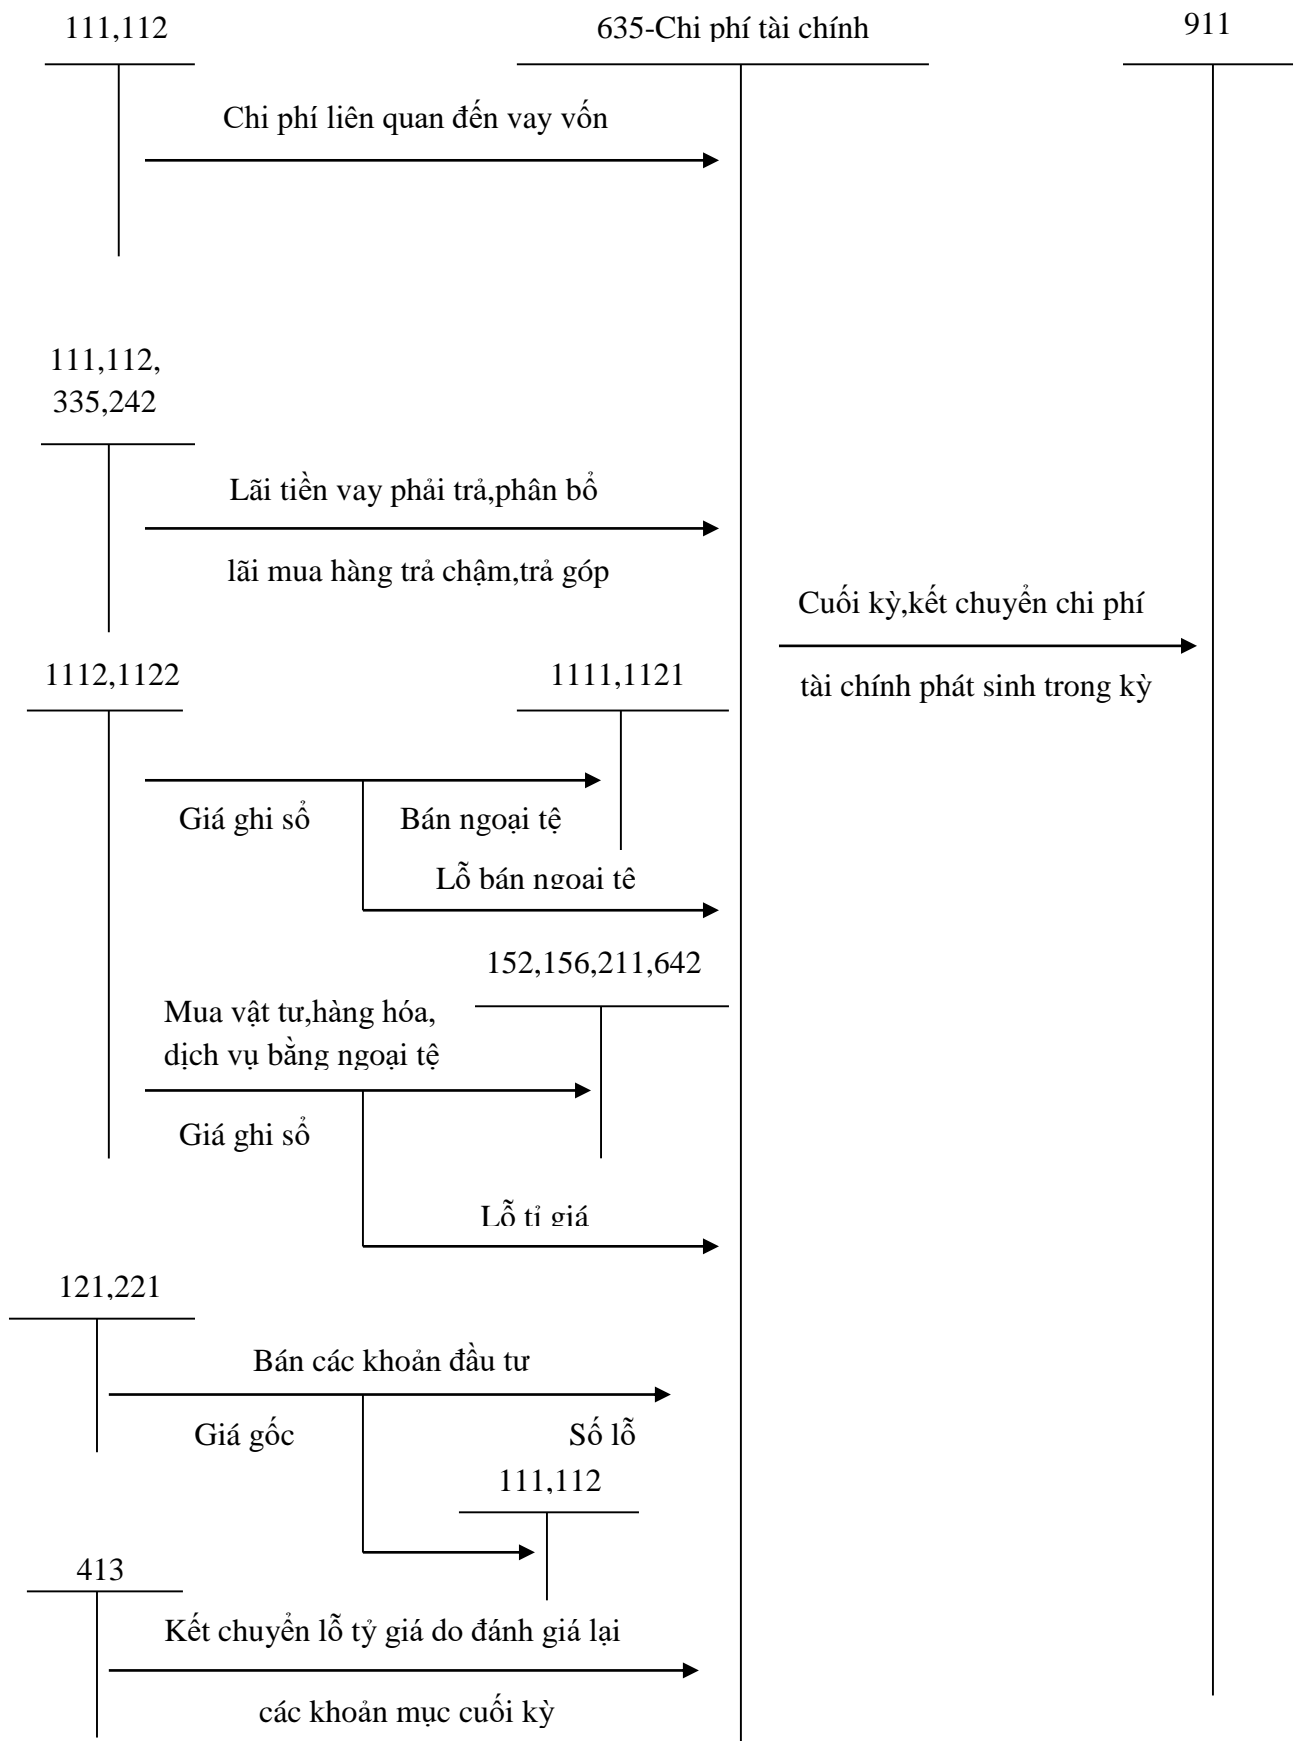 111,112
635-Chi phí tài chính
911
Chi phí liên quan đến vay vốn
111,112,
335,242
Lãi tiền vay phải trả,phân bổ
lãi mua hàng trả chậm,trả góp
Cuối kỳ,kết chuyển chi phí
tài chính phát sinh trong kỳ
1112,1122
1111,1121
Giá ghi sổ
Bán ngoại tệ
Lỗ bán ngoại tệ
152,156,211,642
Mua vật tư,hàng hóa,
dịch vụ bằng ngoại tệ
Giá ghi sổ
Lỗ tỉ giá
121,221
Bán các khoản đầu tư
Giá gốc
Số lỗ
111,112
413
Kết chuyển lỗ tỷ giá do đánh giá lại
các khoản mục cuối kỳ